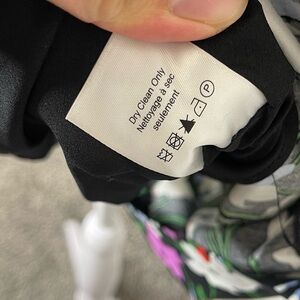 Dry Clean Only
Nettoyage à sec
seulement
P